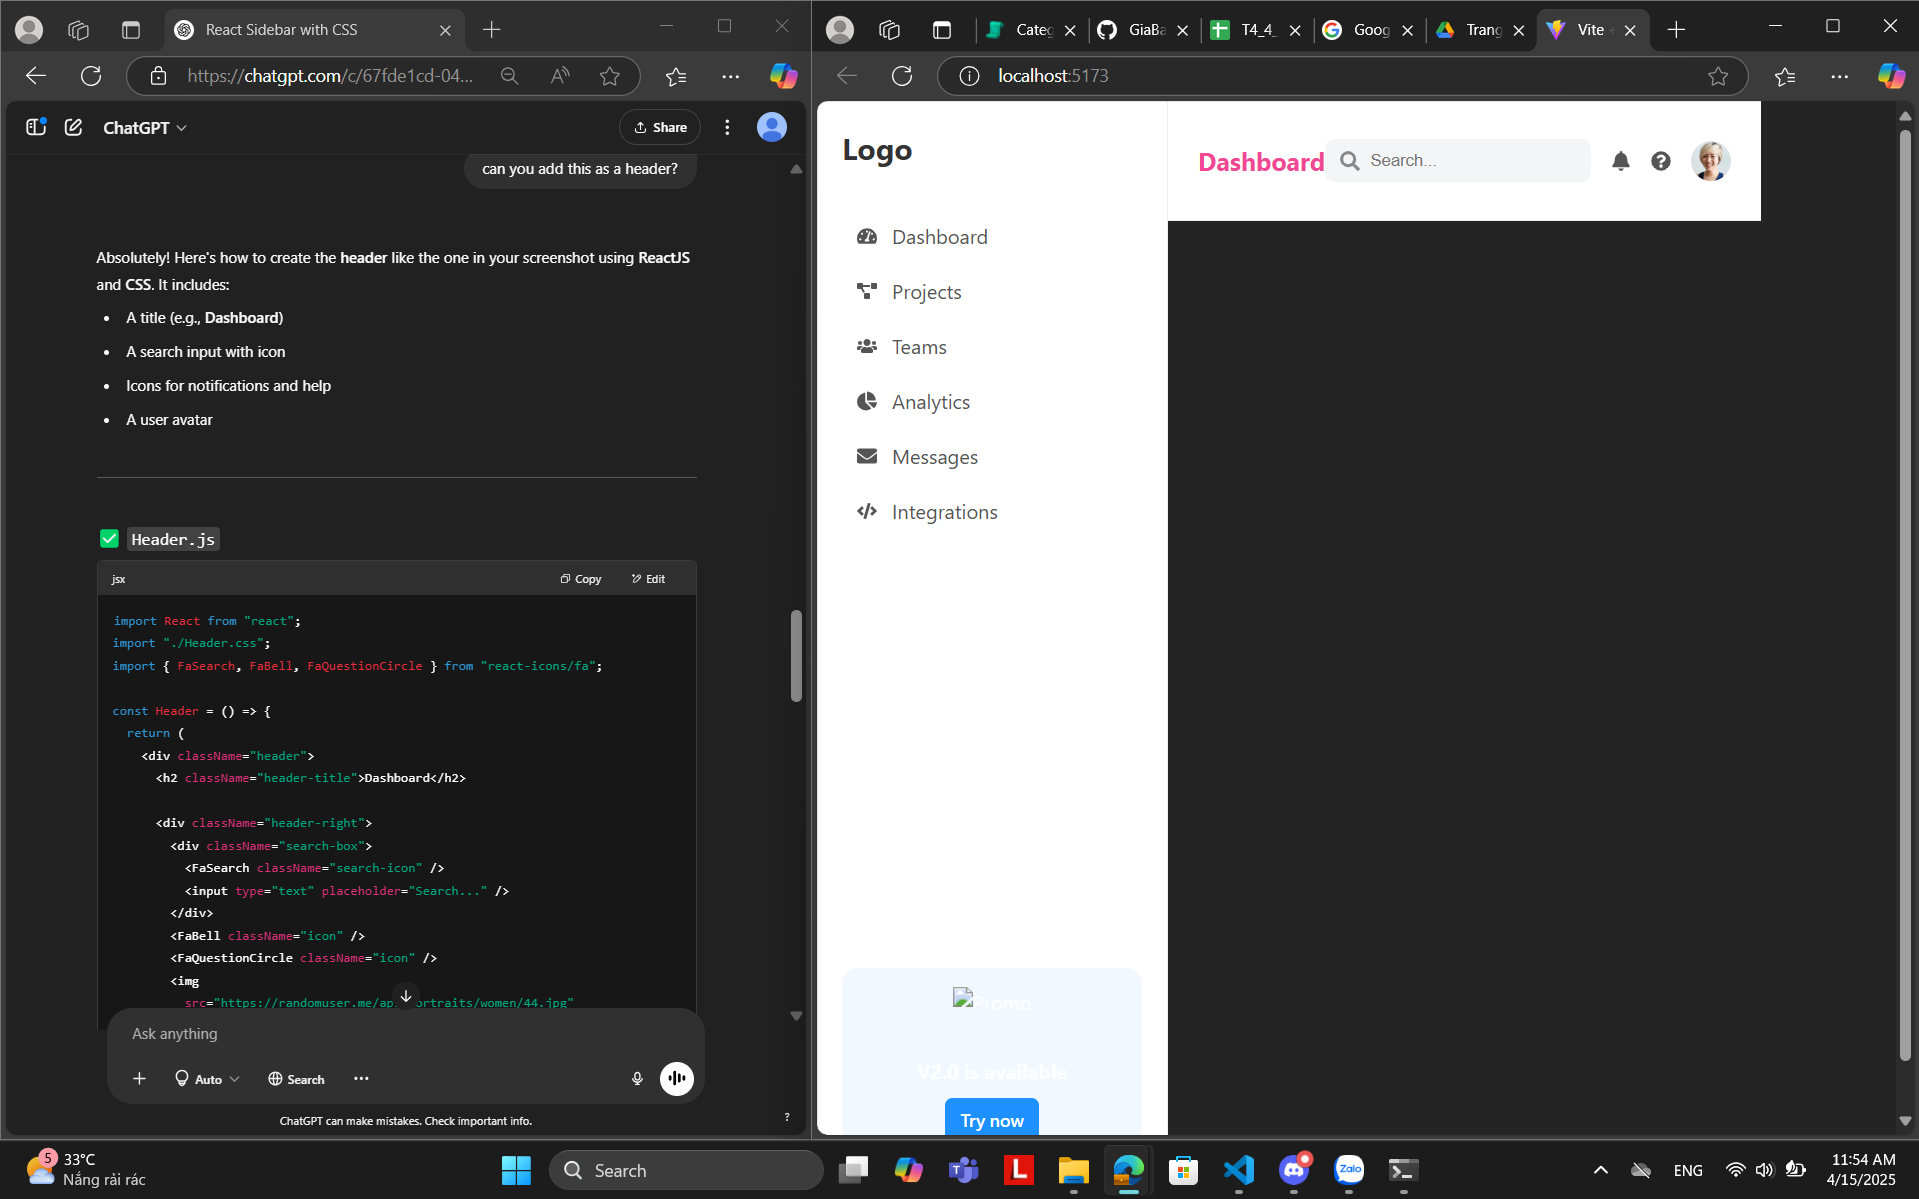 React Sidebar with CSS
https://chatgpt.com/c/67fde1cd-04...
ChatGPT
Share
can you add this as a header?
Absolutely! Here's how to create the header like the one in your screenshot using ReactJS
and CSS. It includes:
A title (e.g., Dashboard)
A search input with icon
Icons for notifications and help
A user avatar
Header.js
jsx
Copy
Edit
import React from "react";
import "./Header.css";
import { FaSearch, FaBell, FaQuestionCircle } from "react-icons/fa";
const Header = () => {
return (
<div className="header">
<h2 className="header-title">Dashboard</h2>
<div className="header-right">
<div className="search-box">
<FaSearch className="search-icon" />
<input type="text" placeholder="Search..." />
</div>
<FaBell className="icon" />
<FaQuestionCircle className="icon" />
<img
src="https://randomuser.me/ap ortraits/women/44.jpg"
Ask anything
Auto
Search
ChatGPT can make mistakes. Check important info.
?
Categ
GiaBa
T4_4_
Goog
Trang
Vite
localhost:5173
Logo
Dashboard
Projects
Teams
Analytics
Messages
Integrations
Promo
V2.0 is available
Try now
Dashboard
Search...
5
33°C
Nắng rải rác
Search
L
Zalo
ENG
11:54 AM
4/15/2025